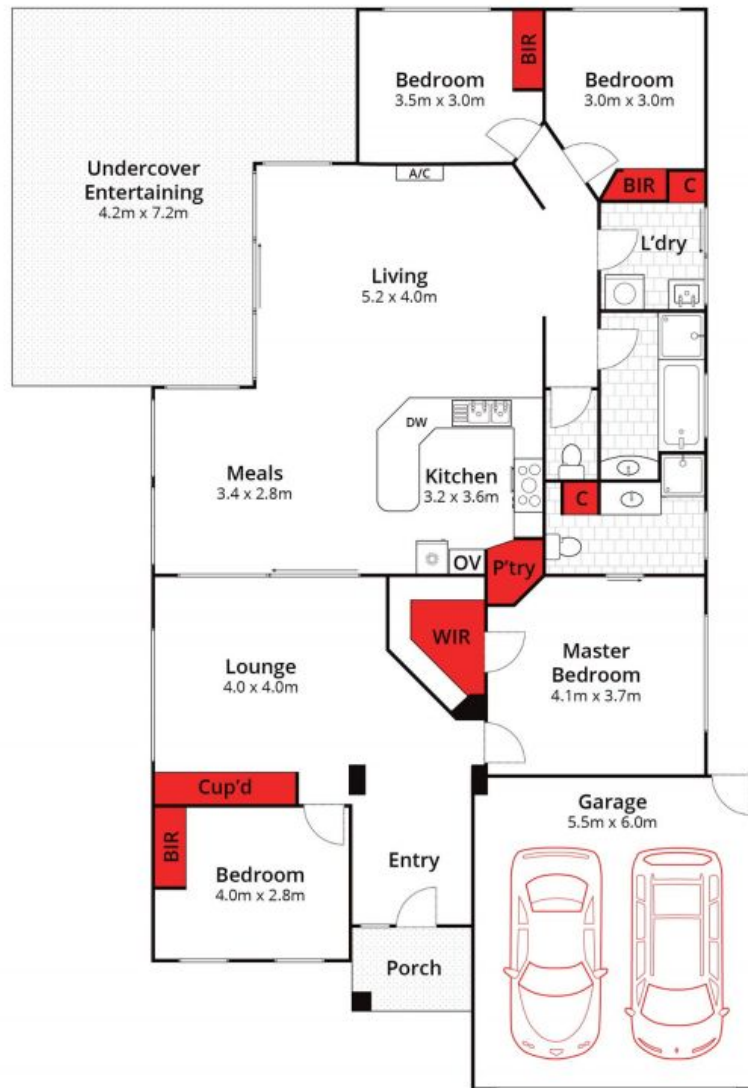 Bedroom
3.5m x 3.0m
BIR
Bedroom
3.0m x 3.0m
BIR
C
Undercover
Entertaining
4.2m x 7.2m
A/C
L'dry
Living
5.2 x 4.0m
DW
Meals
3.4 x 2.8m
Kitchen
3.2 x 3.6m
C
OV
P'try
WIR
Lounge
4.0 x 4.0m
Master
Bedroom
4.1m x 3.7m
Cup'd
Garage
5.5m x 6.0m
BIR
Bedroom
4.0m x 2.8m
Entry
Porch